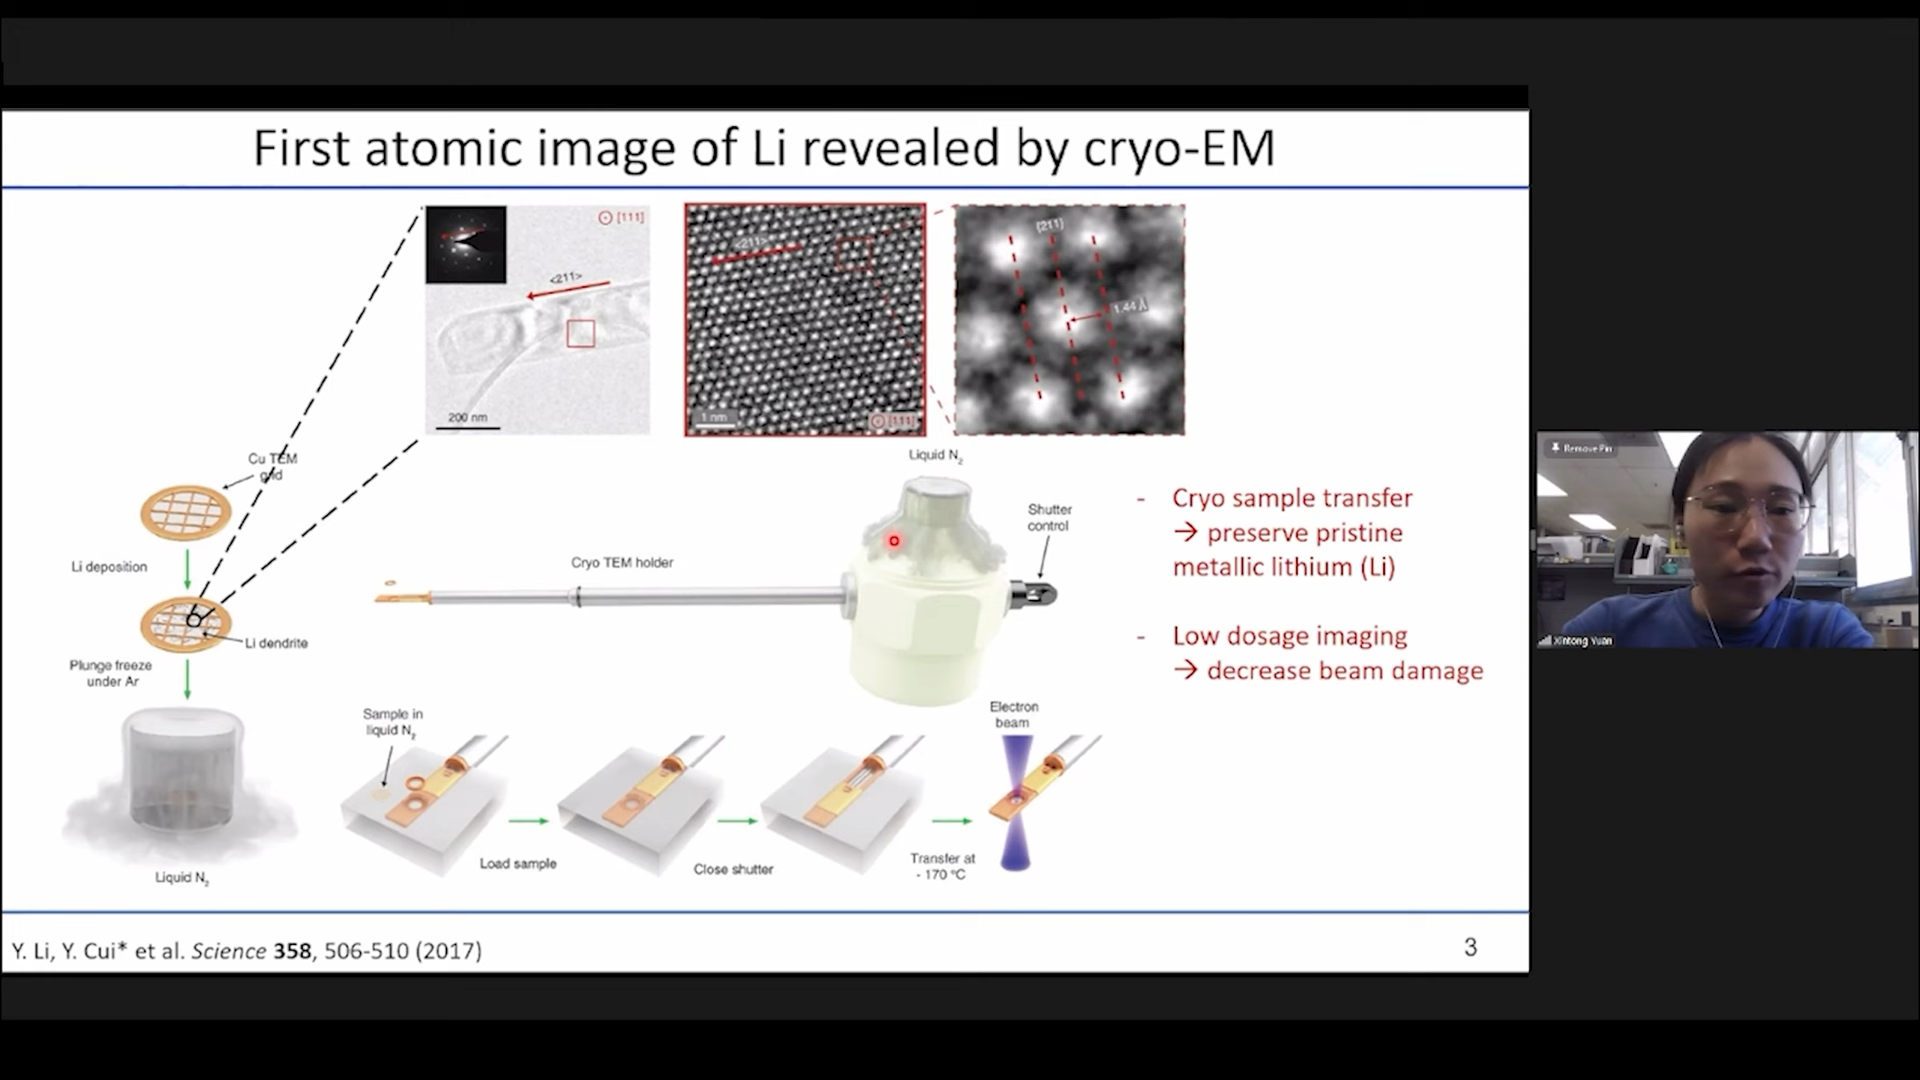 First atomic image of Li revealed by cryo-EM
[111]
<211>
200 nm
<211>
1 nm
[111]
{211}
1.44 Å
Cu TEM
grid
Li deposition
Li dendrite
Plunge freeze
under Ar
Liquid N2
Cryo TEM holder
Liquid N2
Shutter
control
Sample in
liquid N2
Load sample
Close shutter
Transfer at
- 170 °C
Electron
beam
- Cryo sample transfer
→ preserve pristine
metallic lithium (Li)
- Low dosage imaging
→ decrease beam damage
Y. Li, Y. Cui* et al. Science 358, 506-510 (2017)
3
Remove Pin
Xintong Yuan